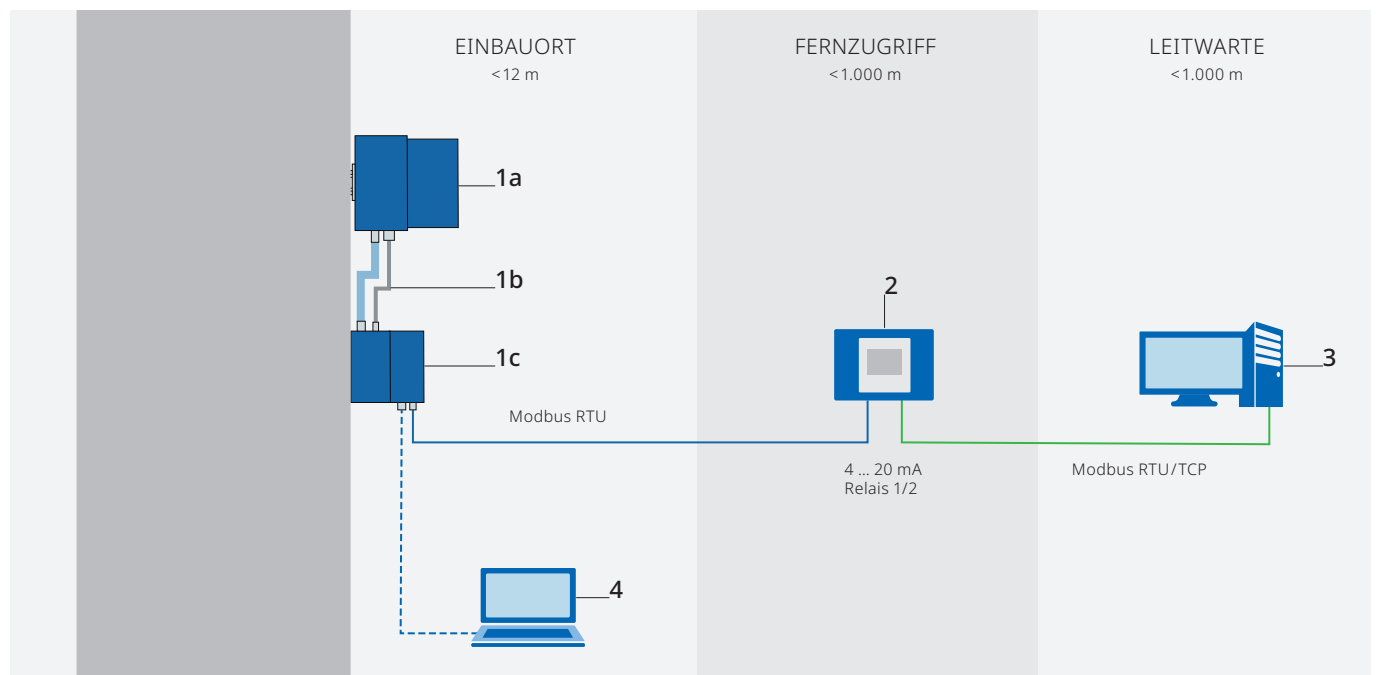 EINBAUORT
<12 m
FERNZUGRIFF
<1.000 m
LEITWARTE
<1.000 m
1a
1b
1c
2
3
Modbus RTU
4 ... 20 mA
Relais 1/2
Modbus RTU/TCP
4